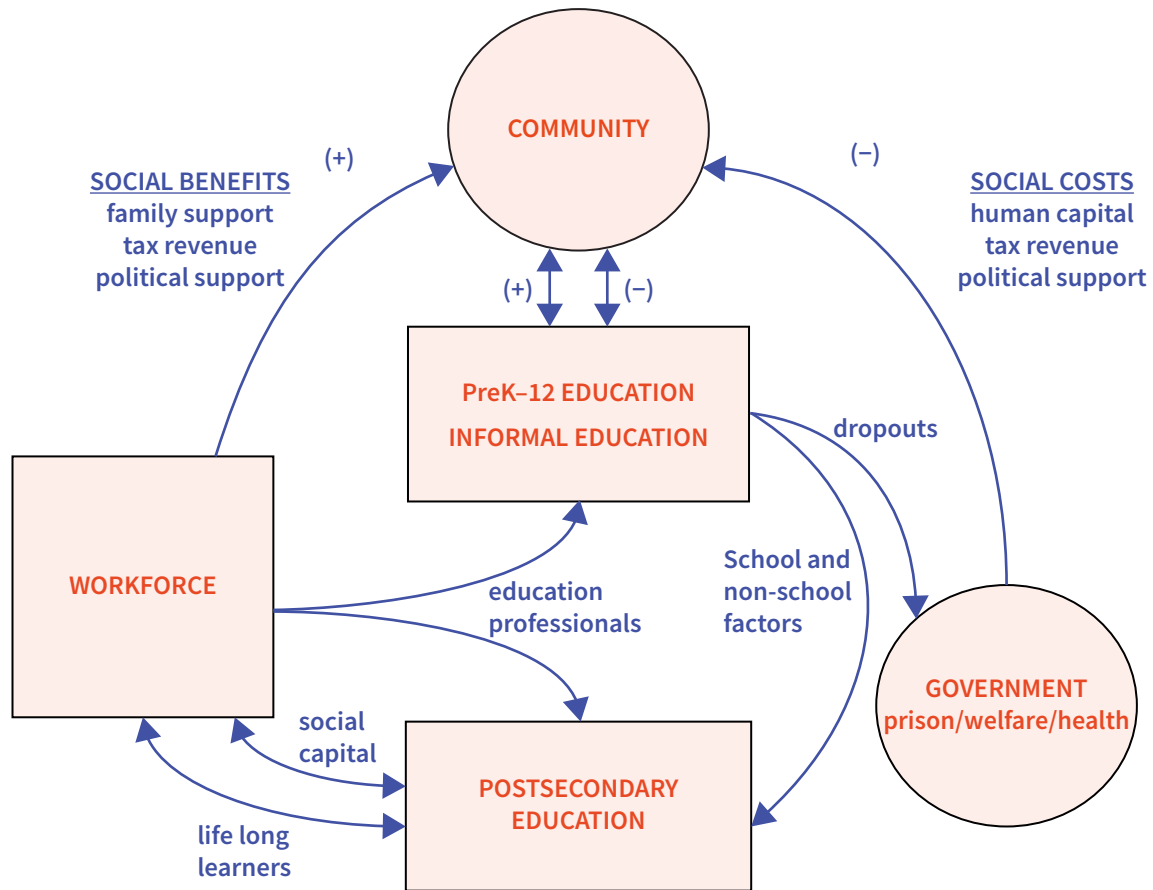 COMMUNITY
(+)
(−)
SOCIAL BENEFITS
family support
tax revenue
political support
SOCIAL COSTS
human capital
tax revenue
political support
(+)
(−)
PreK–12 EDUCATION
INFORMAL EDUCATION
dropouts
WORKFORCE
education
professionals
School and
non-school
factors
GOVERNMENT
prison/welfare/health
social
capital
POSTSECONDARY
EDUCATION
life long
learners